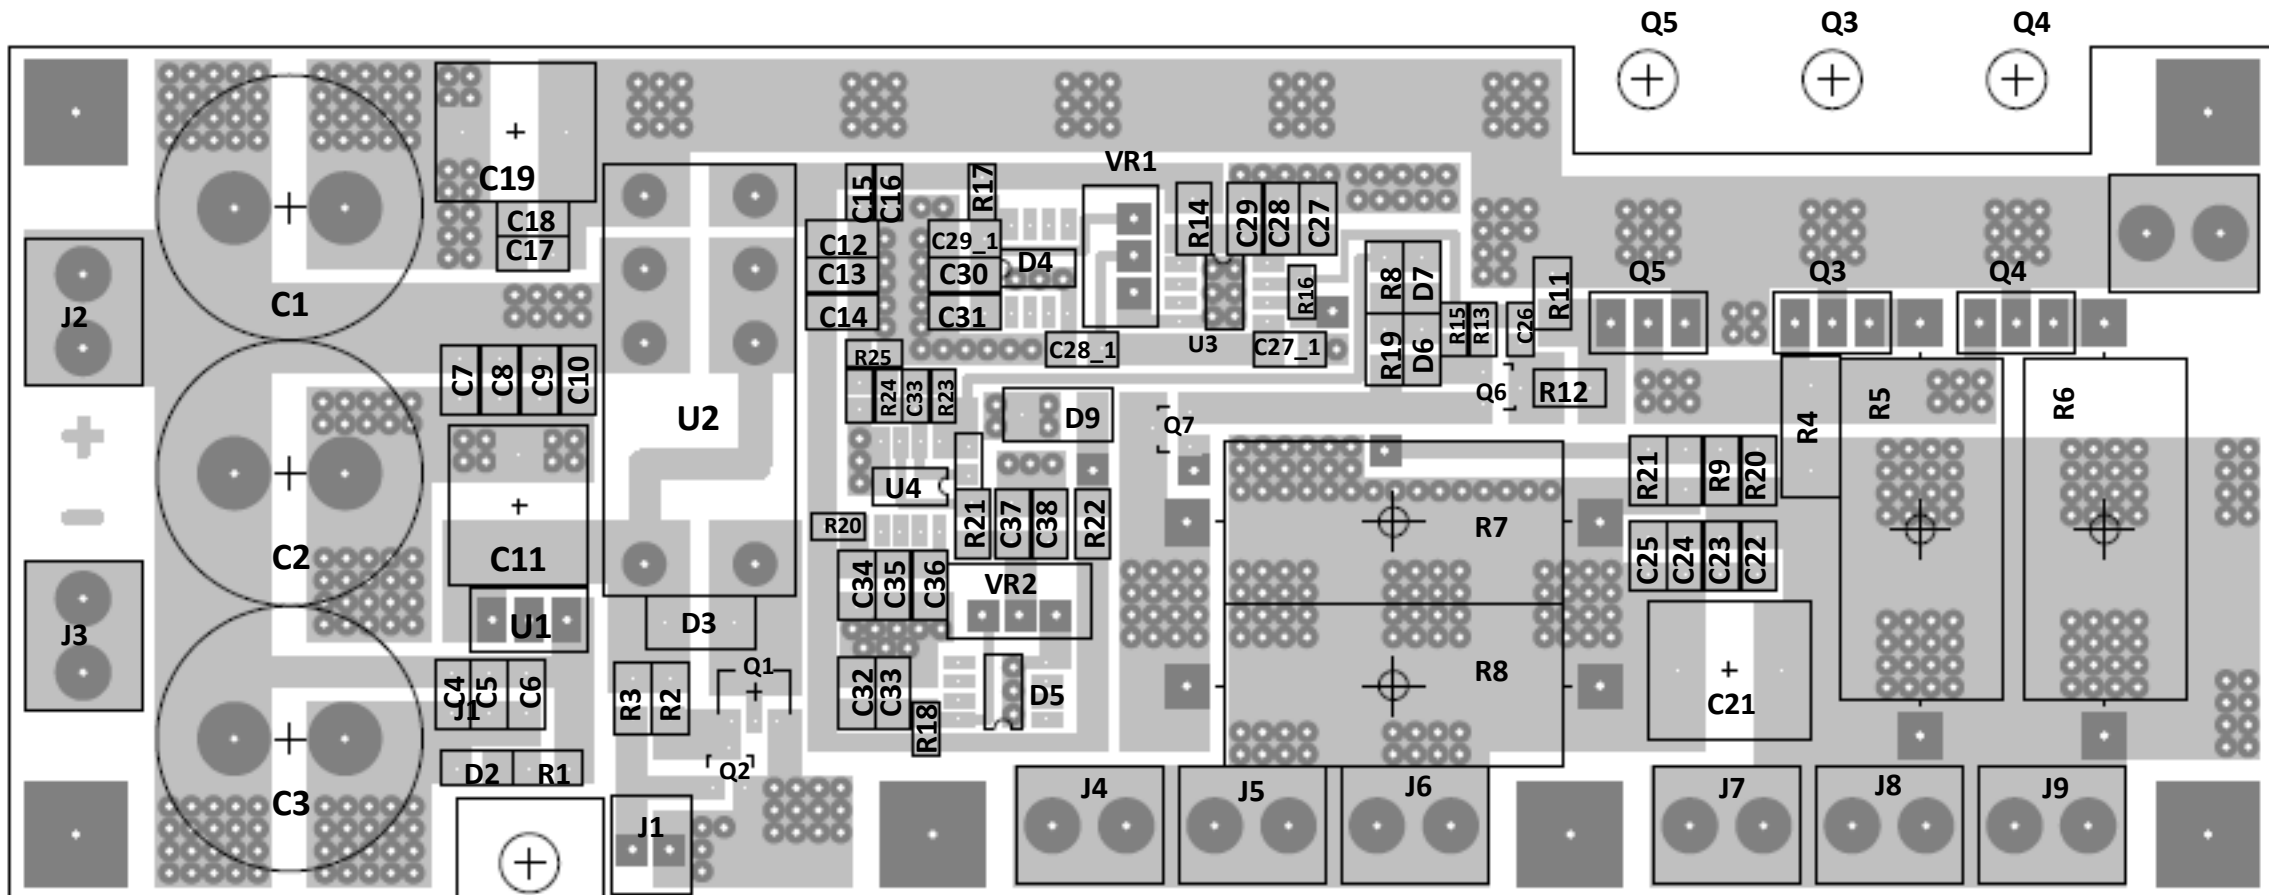 Q5 Q3 Q4
C19
C18
C17
C15
C16
R17
VR1
R14
C29
C28
C27
C12
C13
C14
C29_1
C30
C31
D4
R16
R8
D7
R11
Q5
Q3
Q4
C1
J2
C28_1
U3
C27_1
R19
D6
R15
R13
C26
R25
R24
C33
R23
C7
C8
C9
C10
U2
D9
Q7
Q6
R12
R4
R5
R6
+
−
U4
R20
R21
C37
C38
R22
R7
R21
R9
R20
C11
C2
C34
C35
C36
VR2
C25
C24
C23
C22
J3
U1
D3
C4
C5
C6
J1
R3
R2
Q1
C32
C33
R18
D5
R8
C21
D2
R1
Q2
C3
J1
J4
J5
J6
J7
J8
J9